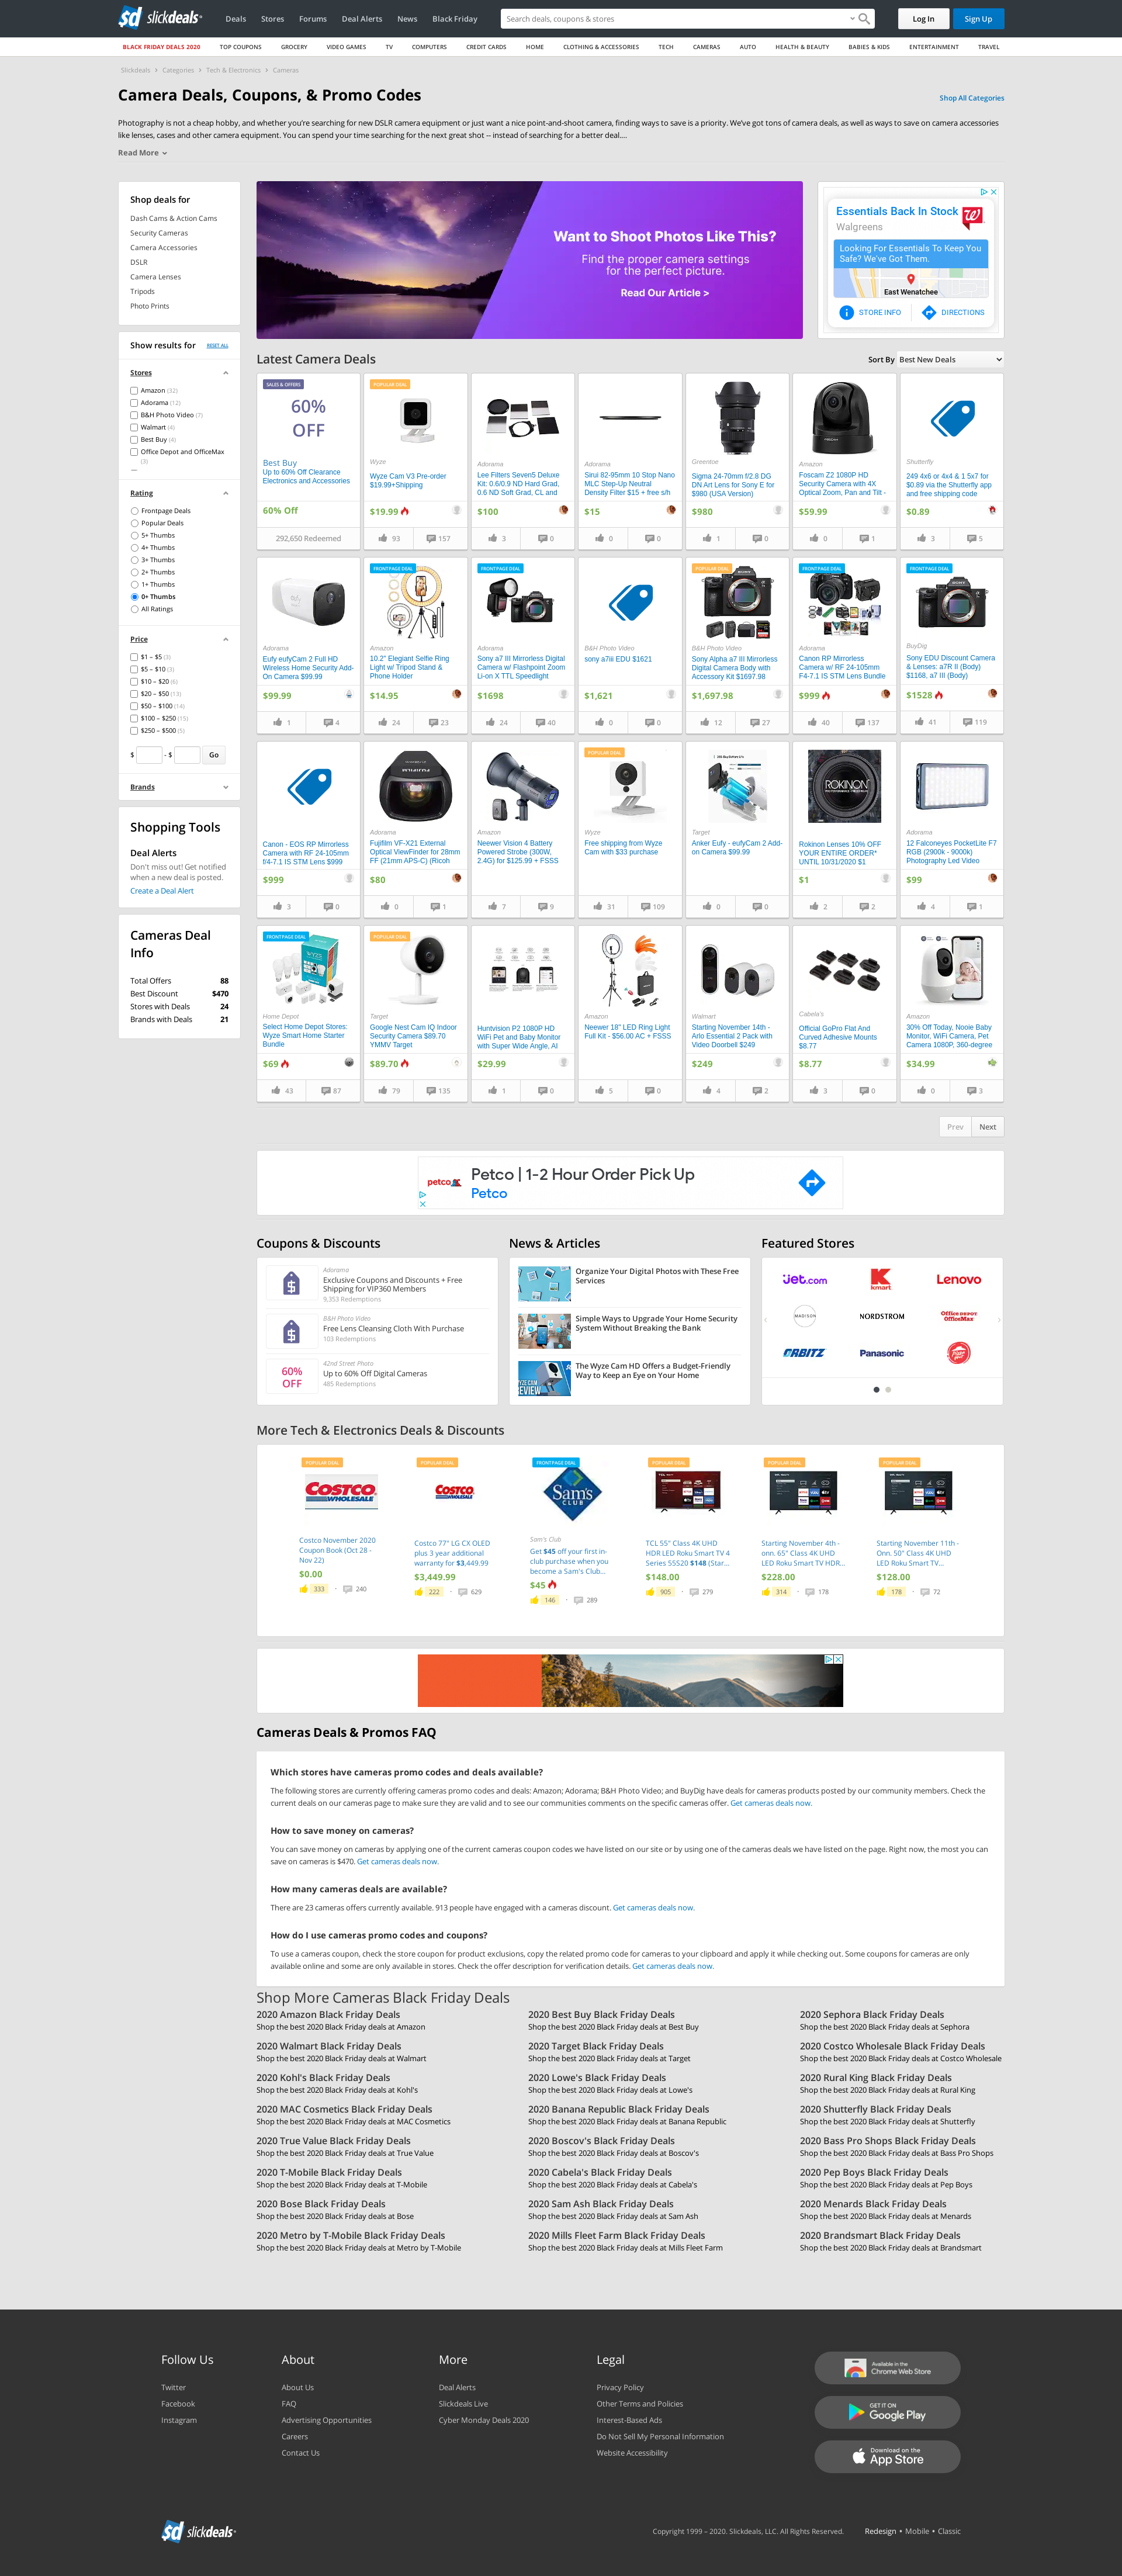 slickdeals
Deals
Stores
Forums
Deal Alerts
News
Black Friday
Search deals, coupons & stores
Log In
Sign Up
BLACK FRIDAY DEALS 2020
TOP COUPONS
GROCERY
VIDEO GAMES
TV
COMPUTERS
CREDIT CARDS
HOME
CLOTHING & ACCESSORIES
TECH
CAMERAS
AUTO
HEALTH & BEAUTY
BABIES & KIDS
ENTERTAINMENT
TRAVEL
Slickdeals > Categories > Tech & Electronics > Cameras
Camera Deals, Coupons, & Promo Codes
Shop All Categories
Photography is not a cheap hobby, and whether you're searching for new DSLR camera equipment or just want a nice point-and-shoot camera, finding ways to save is a priority. We've got tons of camera deals, as well as ways to save on camera accessories
like lenses, cases and other camera equipment. You can spend your time searching for the next great shot -- instead of searching for a better deal....
Read More
Shop deals for
Dash Cams & Action Cams
Security Cameras
Camera Accessories
DSLR
Camera Lenses
Tripods
Photo Prints
Show results for
RESET ALL
Stores
Amazon (32)
Adorama (12)
B&H Photo Video (7)
Walmart (4)
Best Buy (4)
Office Depot and OfficeMax
(3)
Rating
Frontpage Deals
Popular Deals
5+ Thumbs
4+ Thumbs
3+ Thumbs
2+ Thumbs
1+ Thumbs
0+ Thumbs
All Ratings
Price
$1 – $5 (3)
$5 – $10 (3)
$10 – $20 (6)
$20 – $50 (13)
$50 – $100 (14)
$100 – $250 (15)
$250 – $500 (5)
$ - $ Go
Brands
Shopping Tools
Deal Alerts
Don't miss out! Get notified
when a new deal is posted.
Create a Deal Alert
Cameras Deal
Info
Total Offers 88
Best Discount $470
Stores with Deals 24
Brands with Deals 21
Want to Shoot Photos Like This?
Find the proper camera settings
for the perfect picture.
Read Our Article >
Essentials Back In Stock
Walgreens
Looking For Essentials To Keep You
Safe? We've Got Them.
East Wenatchee
STORE INFO
DIRECTIONS
Latest Camera Deals
Sort By Best New Deals
SALES & OFFERS
60%
OFF
Best Buy
Up to 60% Off Clearance
Electronics and Accessories
60% Off
292,650 Redeemed
POPULAR DEAL
Wyze
Wyze Cam V3 Pre-order
$19.99+Shipping
$19.99
93 157
Adorama
Lee Filters Seven5 Deluxe
Kit: 0.6/0.9 ND Hard Grad,
0.6 ND Soft Grad, CL and
$100
3 0
Adorama
Sirui 82-95mm 10 Stop Nano
MLC Step-Up Neutral
Density Filter $15 + free s/h
$15
0 0
Greentoe
Sigma 24-70mm f/2.8 DG
DN Art Lens for Sony E for
$980 (USA Version)
$980
1 0
Amazon
Foscam Z2 1080P HD
Security Camera with 4X
Optical Zoom, Pan and Tilt -
$59.99
0 1
Shutterfly
249 4x6 or 4x4 & 1 5x7 for
$0.89 via the Shutterfly app
and free shipping code
$0.89
3 5
Adorama
Eufy eufyCam 2 Full HD
Wireless Home Security Add-
On Camera $99.99
$99.99
1 4
FRONTPAGE DEAL
Amazon
10.2" Elegiant Selfie Ring
Light w/ Tripod Stand &
Phone Holder
$14.95
24 23
FRONTPAGE DEAL
Adorama
Sony a7 III Mirrorless Digital
Camera w/ Flashpoint Zoom
Li-on X TTL Speedlight
$1698
24 40
B&H Photo Video
sony a7iii EDU $1621
$1,621
0 0
POPULAR DEAL
B&H Photo Video
Sony Alpha a7 III Mirrorless
Digital Camera Body with
Accessory Kit $1697.98
$1,697.98
12 27
FRONTPAGE DEAL
Adorama
Canon RP Mirrorless
Camera w/ RF 24-105mm
F4-7.1 IS STM Lens Bundle
$999
40 137
FRONTPAGE DEAL
BuyDig
Sony EDU Discount Camera
& Lenses: a7R II (Body)
$1168, a7 III (Body)
$1528
41 119
Canon - EOS RP Mirrorless
Camera with RF 24-105mm
f/4-7.1 IS STM Lens $999
$999
3 0
FUJIFILM
Adorama
Fujifilm VF-X21 External
Optical ViewFinder for 28mm
FF (21mm APS-C) (Ricoh
$80
0 1
Amazon
Neewer Vision 4 Battery
Powered Strobe (300W,
2.4G) for $125.99 + FSSS
7 9
POPULAR DEAL
Wyze
Free shipping from Wyze
Cam with $33 purchase
31 109
Target
Anker Eufy - eufyCam 2 Add-
on Camera $99.99
0 0
ROKINON
Rokinon Lenses 10% OFF
YOUR ENTIRE ORDER*
UNTIL 10/31/2020 $1
$1
2 2
Adorama
12 Falconeyes PocketLite F7
RGB (2900k - 9000k)
Photography Led Video
$99
4 1
FRONTPAGE DEAL
Home Depot
Select Home Depot Stores:
Wyze Smart Home Starter
Bundle
$69
43 87
POPULAR DEAL
Target
Google Nest Cam IQ Indoor
Security Camera $89.70
YMMV Target
$89.70
79 135
Huntvision P2 1080P HD
WiFi Pet and Baby Monitor
with Super Wide Angle, AI
$29.99
1 0
Amazon
Neewer 18" LED Ring Light
Full Kit - $56.00 AC + FSSS
5 0
Walmart
Starting November 14th -
Arlo Essential 2 Pack with
Video Doorbell $249
$249
4 2
Cabela's
Official GoPro Flat And
Curved Adhesive Mounts
$8.77
$8.77
3 0
Amazon
30% Off Today, Nooie Baby
Monitor, WiFi Camera, Pet
Camera 1080P, 360-degree
$34.99
0 3
Prev
Next
petco
Petco | 1-2 Hour Order Pick Up
Petco
Coupons & Discounts
Adorama
Exclusive Coupons and Discounts + Free
Shipping for VIP360 Members
9,353 Redemptions
B&H Photo Video
Free Lens Cleansing Cloth With Purchase
103 Redemptions
60%
OFF
42nd Street Photo
Up to 60% Off Digital Cameras
485 Redemptions
News & Articles
Organize Your Digital Photos with These Free
Services
Simple Ways to Upgrade Your Home Security
System Without Breaking the Bank
WYZE CAM
REVIEW
The Wyze Cam HD Offers a Budget-Friendly
Way to Keep an Eye on Your Home
Featured Stores
jet.com
kmart
Lenovo
MADISON
NORDSTROM
Office DEPOT
OfficeMax
ORBITZ
Panasonic
More Tech & Electronics Deals & Discounts
POPULAR DEAL
COSTCO
WHOLESALE
Costco November 2020
Coupon Book (Oct 28 -
Nov 22)
$0.00
333 - 240
POPULAR DEAL
COSTCO
WHOLESALE
Costco 77" LG CX OLED
plus 3 year additional
warranty for $3,449.99
$3,449.99
222 - 629
FRONTPAGE DEAL
Sam's
CLUB
Sam's Club
Get $45 off your first in-
club purchase when you
become a Sam's Club...
$45
146 - 289
POPULAR DEAL
TCL 55" Class 4K UHD
HDR LED Roku Smart TV 4
Series 55S20 $148 (Star...
$148.00
905 - 279
POPULAR DEAL
Starting November 4th -
onn. 65" Class 4K UHD
LED Roku Smart TV HDR...
$228.00
314 - 178
POPULAR DEAL
Starting November 11th -
Onn. 50" Class 4K UHD
LED Roku Smart TV...
$128.00
178 - 72
Cameras Deals & Promos FAQ
Which stores have cameras promo codes and deals available?
The following stores are currently offering cameras promo codes and deals: Amazon; Adorama; B&H Photo Video; and BuyDig have deals for cameras products posted by our community members. Check the
current deals on our cameras page to make sure they are valid and to see our communities comments on the specific cameras offer. Get cameras deals now.
How to save money on cameras?
You can save money on cameras by applying one of the current cameras coupon codes we have listed on our site or by using one of the cameras deals we have listed on the page. Right now, the most you can
save on cameras is $470. Get cameras deals now.
How many cameras deals are available?
There are 23 cameras offers currently available. 913 people have engaged with a cameras discount. Get cameras deals now.
How do I use cameras promo codes and coupons?
To use a cameras coupon, check the store coupon for product exclusions, copy the related promo code for cameras to your clipboard and apply it while checking out. Some coupons for cameras are only
available online and some are only available in stores. Check the offer description for verification details. Get cameras deals now.
Shop More Cameras Black Friday Deals
2020 Amazon Black Friday Deals
Shop the best 2020 Black Friday deals at Amazon
2020 Best Buy Black Friday Deals
Shop the best 2020 Black Friday deals at Best Buy
2020 Sephora Black Friday Deals
Shop the best 2020 Black Friday deals at Sephora
2020 Walmart Black Friday Deals
Shop the best 2020 Black Friday deals at Walmart
2020 Target Black Friday Deals
Shop the best 2020 Black Friday deals at Target
2020 Costco Wholesale Black Friday Deals
Shop the best 2020 Black Friday deals at Costco Wholesale
2020 Kohl's Black Friday Deals
Shop the best 2020 Black Friday deals at Kohl's
2020 Lowe's Black Friday Deals
Shop the best 2020 Black Friday deals at Lowe's
2020 Rural King Black Friday Deals
Shop the best 2020 Black Friday deals at Rural King
2020 MAC Cosmetics Black Friday Deals
Shop the best 2020 Black Friday deals at MAC Cosmetics
2020 Banana Republic Black Friday Deals
Shop the best 2020 Black Friday deals at Banana Republic
2020 Shutterfly Black Friday Deals
Shop the best 2020 Black Friday deals at Shutterfly
2020 True Value Black Friday Deals
Shop the best 2020 Black Friday deals at True Value
2020 Boscov's Black Friday Deals
Shop the best 2020 Black Friday deals at Boscov's
2020 Bass Pro Shops Black Friday Deals
Shop the best 2020 Black Friday deals at Bass Pro Shops
2020 T-Mobile Black Friday Deals
Shop the best 2020 Black Friday deals at T-Mobile
2020 Cabela's Black Friday Deals
Shop the best 2020 Black Friday deals at Cabela's
2020 Pep Boys Black Friday Deals
Shop the best 2020 Black Friday deals at Pep Boys
2020 Bose Black Friday Deals
Shop the best 2020 Black Friday deals at Bose
2020 Sam Ash Black Friday Deals
Shop the best 2020 Black Friday deals at Sam Ash
2020 Menards Black Friday Deals
Shop the best 2020 Black Friday deals at Menards
2020 Metro by T-Mobile Black Friday Deals
Shop the best 2020 Black Friday deals at Metro by T-Mobile
2020 Mills Fleet Farm Black Friday Deals
Shop the best 2020 Black Friday deals at Mills Fleet Farm
2020 Brandsmart Black Friday Deals
Shop the best 2020 Black Friday deals at Brandsmart
Follow Us
Twitter
Facebook
Instagram
About
About Us
FAQ
Advertising Opportunities
Careers
Contact Us
More
Deal Alerts
Slickdeals Live
Cyber Monday Deals 2020
Legal
Privacy Policy
Other Terms and Policies
Interest-Based Ads
Do Not Sell My Personal Information
Website Accessibility
Available in the
Chrome Web Store
GET IT ON
Google Play
Download on the
App Store
slickdeals
Copyright 1999 – 2020. Slickdeals, LLC. All Rights Reserved.
Redesign • Mobile • Classic